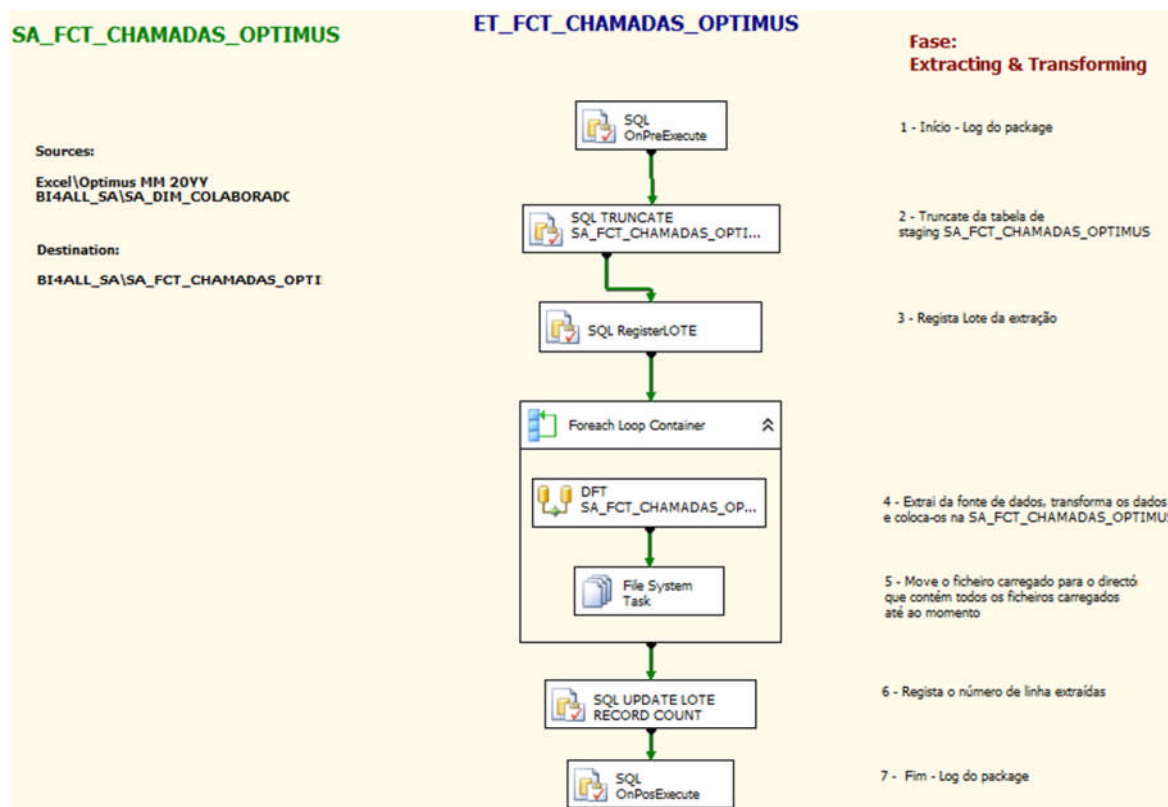 SA_FCT_CHAMADAS_OPTIMUS
ET_FCT_CHAMADAS_OPTIMUS
Fase:
Extracting & Transforming
Sources:
Excel\Optimus MM 20YY
BI4ALL_SA\SA_DIM_COLABORADO
Destination:
BI4ALL_SA\SA_FCT_CHAMADAS_OPTI
SQL
OnPreExecute
1 - Início - Log do package
SQL TRUNCATE
SA_FCT_CHAMADAS_OPTI...
2 - Truncate da tabela de
staging SA_FCT_CHAMADAS_OPTIMUS
SQL RegisterLOTE
3 - Regista Lote da extração
Foreach Loop Container
DFT
SA_FCT_CHAMADAS_OP...
4 - Extrai da fonte de dados, transforma os dados
e coloca-os na SA_FCT_CHAMADAS_OPTIMUS
File System
Task
5 - Move o ficheiro carregado para o directó
que contém todos os ficheiros carregados
até ao momento
SQL UPDATE LOTE
RECORD COUNT
6 - Regista o número de linha extraídas
SQL
OnPosExecute
7 - Fim - Log do package